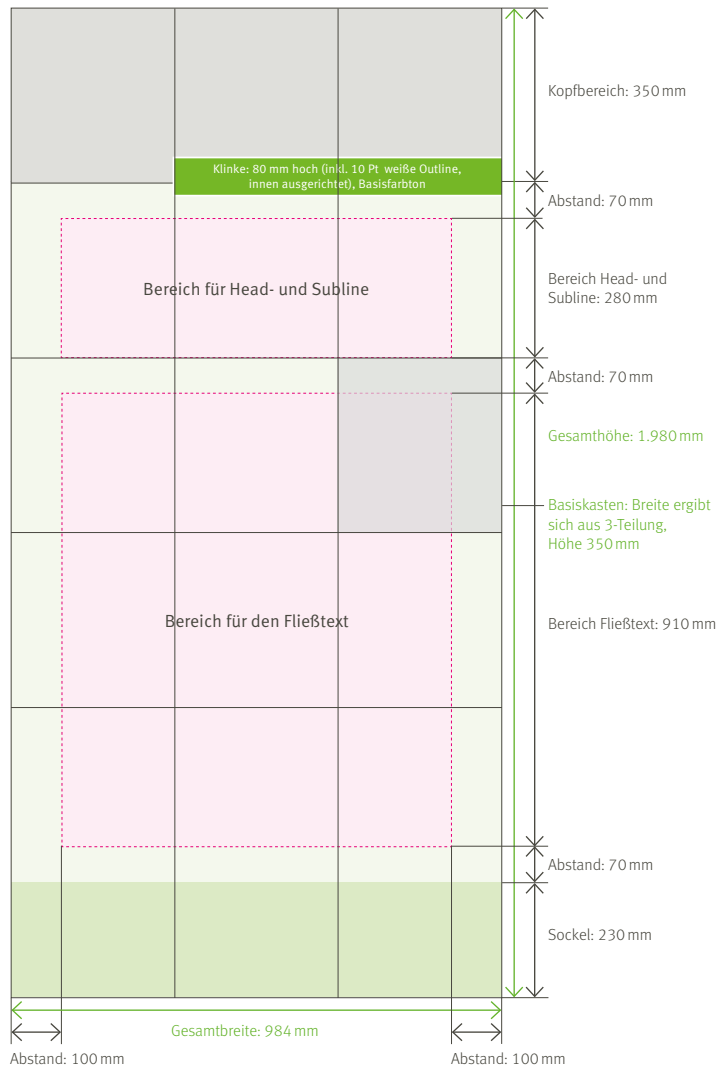 Kopfbereich: 350 mm
Klinke: 80 mm hoch (inkl. 10 Pt weiße Outline,
innen ausgerichtet), Basisfarbton
Abstand: 70 mm
Bereich für Head- und Subline
Bereich Head- und
Subline: 280 mm
Abstand: 70 mm
Gesamthöhe: 1.980 mm
Basiskasten: Breite ergibt
sich aus 3-Teilung,
Höhe 350 mm
Bereich für den Fließtext
Bereich Fließtext: 910 mm
Abstand: 70 mm
Sockel: 230 mm
Gesamtbreite: 984 mm
Abstand: 100 mm
Abstand: 100 mm